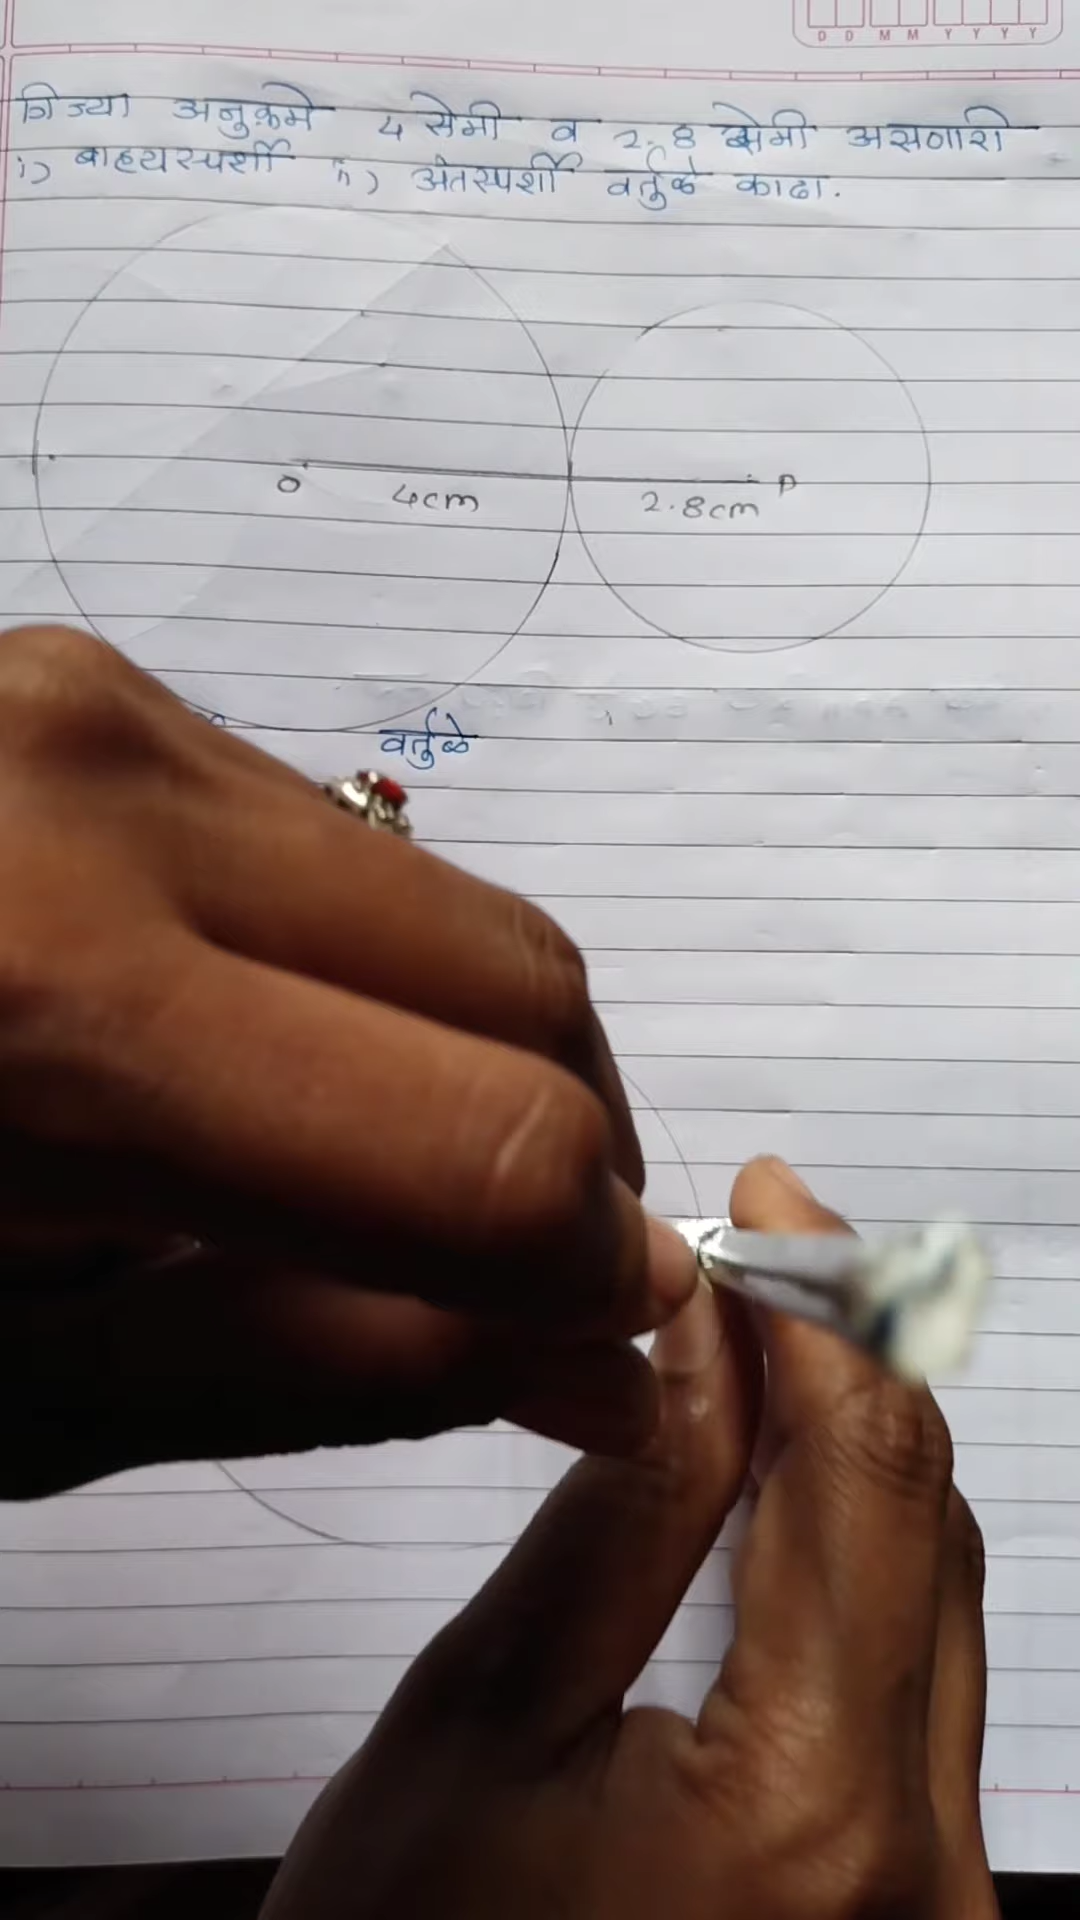 D D M M Y Y Y Y
त्रिज्या अनुक्रमे 4 सेमी व 2.8 सेमी असणारी
i) बाह्यस्पर्शी ii) अंतस्पर्शी वर्तुळे काढा.
O 4cm 2.8cm P
वर्तुळे